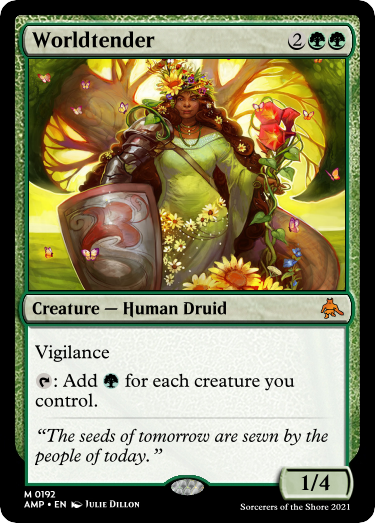 Worldtender 2
Creature — Human Druid
Vigilance
: Add for each creature you
control.
“The seeds of tomorrow are sewn by the
people of today.”
1/4
M 0192
AMP • EN JULIE DILLON
Sorcerers of the Shore 2021